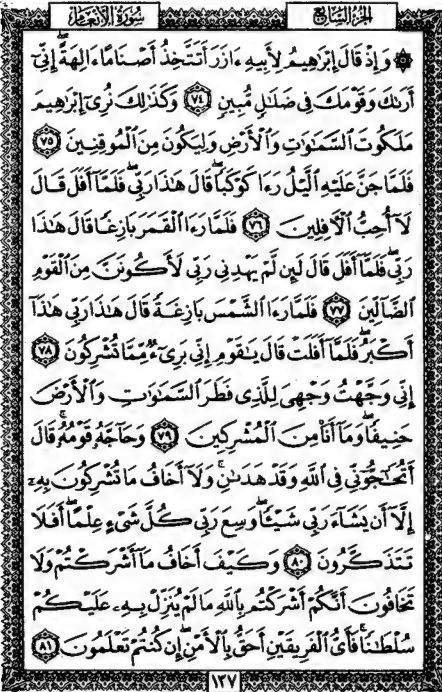 الجزء السابع
سورة الأنعام
۞ وَإِذْ قَالَ إِبْرَٰهِيمُ لِأَبِيهِ ءَازَرَ أَتَتَّخِذُ أَصْنَامًا ءَالِهَةً ۖ إِنِّىٓ
أَرَىٰكَ وَقَوْمَكَ فِى ضَلَٰلٍ مُّبِينٍ ٧٤ وَكَذَٰلِكَ نُرِىٓ إِبْرَٰهِيمَ
مَلَكُوتَ ٱلسَّمَٰوَٰتِ وَٱلْأَرْضِ وَلِيَكُونَ مِنَ ٱلْمُوقِنِينَ ٧٥
فَلَمَّا جَنَّ عَلَيْهِ ٱلَّيْلُ رَءَا كَوْكَبًا ۖ قَالَ هَٰذَا رَبِّى ۖ فَلَمَّآ أَفَلَ قَالَ
لَآ أُحِبُّ ٱلْأَفِلِينَ ٧٦ فَلَمَّا رَءَا ٱلْقَمَرَ بَازِغًا قَالَ هَٰذَا
رَبِّى ۖ فَلَمَّآ أَفَلَ قَالَ لَئِن لَّمْ يَهْدِنِى رَبِّى لَأَكُونَنَّ مِنَ ٱلْقَوْمِ
ٱلضَّآلِّينَ ٧٧ فَلَمَّا رَءَا ٱلشَّمْسَ بَازِغَةً قَالَ هَٰذَا رَبِّى هَٰذَآ
أَكْبَرُ ۖ فَلَمَّآ أَفَلَتْ قَالَ يَٰقَوْمِ إِنِّى بَرِىٓءٌ مِّمَّا تُشْرِكُونَ ٧٨
إِنِّى وَجَّهْتُ وَجْهِىَ لِلَّذِى فَطَرَ ٱلسَّمَٰوَٰتِ وَٱلْأَرْضَ
حَنِيفًا ۖ وَمَآ أَنَا۠ مِنَ ٱلْمُشْرِكِينَ ٧٩ وَحَآجَّهُۥ قَوْمُهُۥ ۚ قَالَ
أَتُحَٰٓجُّوٓنِّى فِى ٱللَّهِ وَقَدْ هَدَىٰنِ ۚ وَلَآ أَخَافُ مَا تُشْرِكُونَ بِهِۦٓ
إِلَّآ أَن يَشَآءَ رَبِّى شَيْـًٔا ۗ وَسِعَ رَبِّى كُلَّ شَىْءٍ عِلْمًا ۗ أَفَلَا
تَتَذَكَّرُونَ ٨٠ وَكَيْفَ أَخَافُ مَآ أَشْرَكْتُمْ وَلَا
تَخَافُونَ أَنَّكُمْ أَشْرَكْتُم بِٱللَّهِ مَا لَمْ يُنَزِّلْ بِهِۦ عَلَيْكُمْ
سُلْطَٰنًا ۚ فَأَىُّ ٱلْفَرِيقَيْنِ أَحَقُّ بِٱلْأَمْنِ ۖ إِن كُنتُمْ تَعْلَمُونَ ٨١
١٣٧